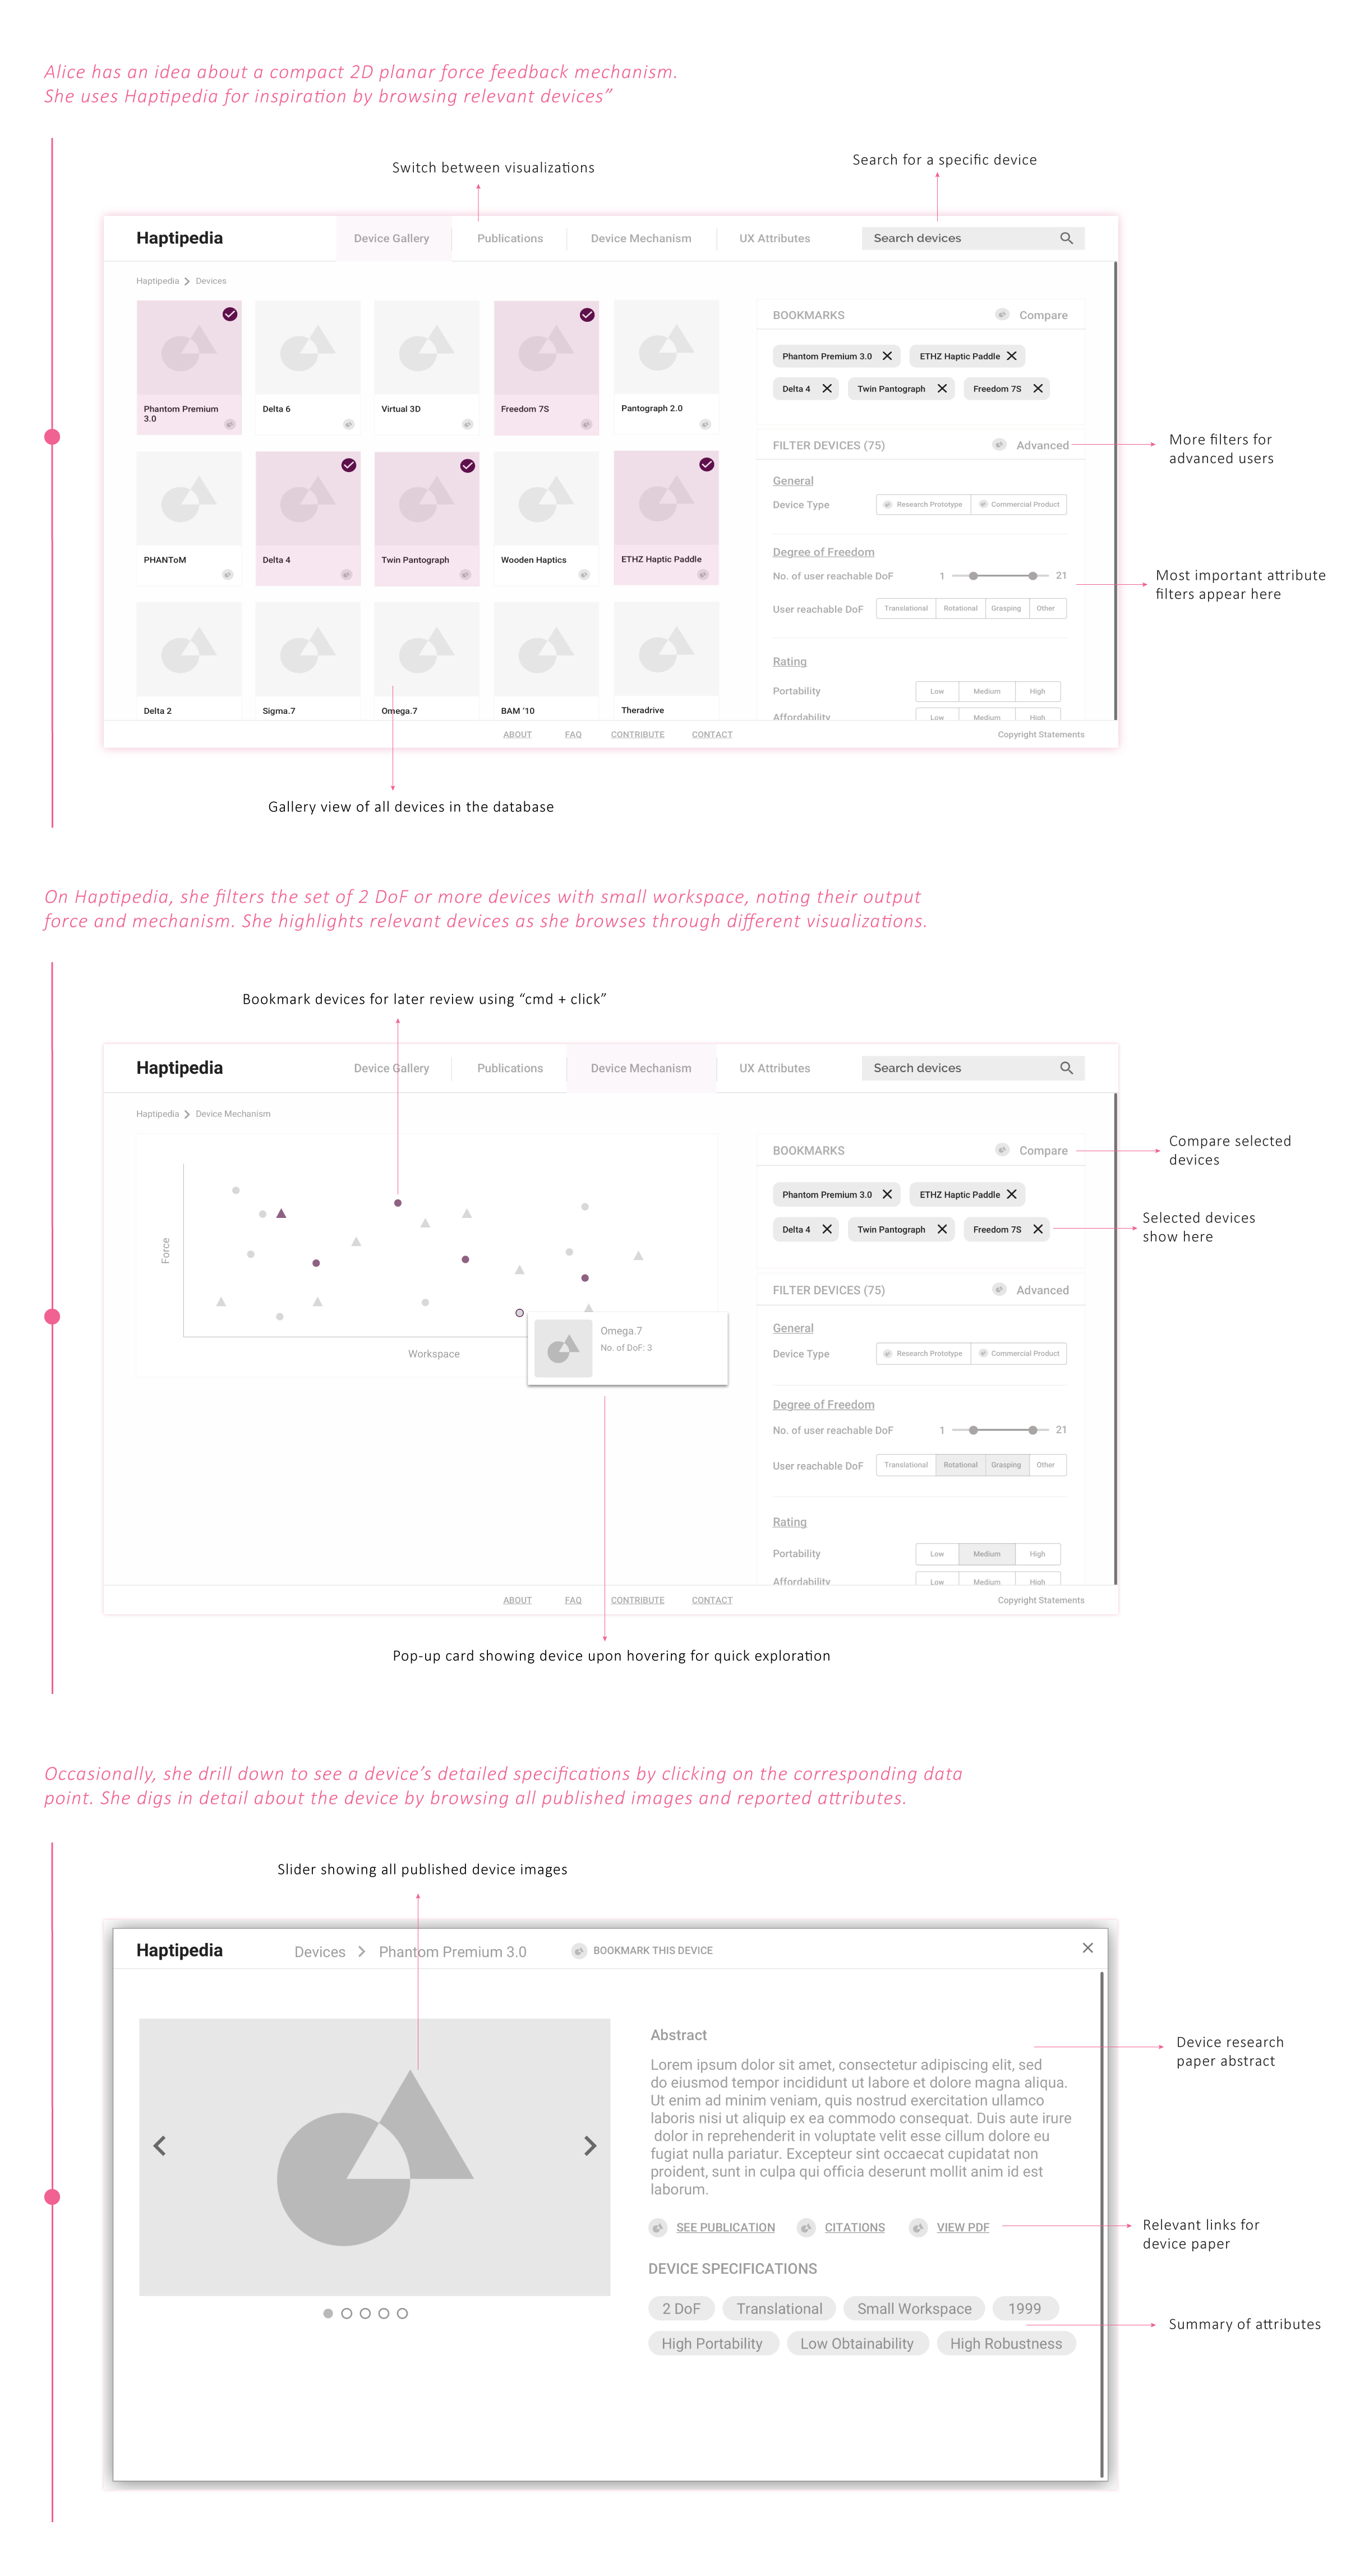 Alice has an idea about a compact 2D planar force feedback mechanism.
She uses Haptipedia for inspiration by browsing relevant devices”
Switch between visualizations
Search for a specific device
Haptipedia
Device Gallery
Publications
Device Mechanism
UX Attributes
Search devices
Haptipedia > Devices
Phantom Premium
3.0
Delta 6
Virtual 3D
Freedom 7S
Pantograph 2.0
PHANToM
Delta 4
Twin Pantograph
Wooden Haptics
ETHZ Haptic Paddle
Delta 2
Sigma.7
Omega.7
BAM ‘10
Theradrive
BOOKMARKS
Compare
Phantom Premium 3.0
ETHZ Haptic Paddle
Delta 4
Twin Pantograph
Freedom 7S
FILTER DEVICES (75)
Advanced
General
Device Type
Research Prototype
Commercial Product
Degree of Freedom
No. of user reachable DoF
1
21
User reachable DoF
Translational
Rotational
Grasping
Other
Rating
Portability
Low
Medium
High
Affordability
Low
Medium
High
More filters for
advanced users
Most important attribute
filters appear here
ABOUT
FAQ
CONTRIBUTE
CONTACT
Copyright Statements
Gallery view of all devices in the database
On Haptipedia, she filters the set of 2 DoF or more devices with small workspace, noting their output
force and mechanism. She highlights relevant devices as she browses through different visualizations.
Bookmark devices for later review using “cmd + click”
Haptipedia
Device Gallery
Publications
Device Mechanism
UX Attributes
Search devices
Haptipedia > Device Mechanism
Force
Workspace
Omega.7
No. of DoF: 3
BOOKMARKS
Compare
Phantom Premium 3.0
ETHZ Haptic Paddle
Delta 4
Twin Pantograph
Freedom 7S
FILTER DEVICES (75)
Advanced
General
Device Type
Research Prototype
Commercial Product
Degree of Freedom
No. of user reachable DoF
1
21
User reachable DoF
Translational
Rotational
Grasping
Other
Rating
Portability
Low
Medium
High
Affordability
Low
Medium
High
Compare selected
devices
Selected devices
show here
ABOUT
FAQ
CONTRIBUTE
CONTACT
Copyright Statements
Pop-up card showing device upon hovering for quick exploration
Occasionally, she drill down to see a device’s detailed specifications by clicking on the corresponding data
point. She digs in detail about the device by browsing all published images and reported attributes.
Slider showing all published device images
Haptipedia
Devices > Phantom Premium 3.0
BOOKMARK THIS DEVICE
Abstract
Lorem ipsum dolor sit amet, consectetur adipiscing elit, sed
do eiusmod tempor incididunt ut labore et dolore magna aliqua.
Ut enim ad minim veniam, quis nostrud exercitation ullamco
laboris nisi ut aliquip ex ea commodo consequat. Duis aute irure
dolor in reprehenderit in voluptate velit esse cillum dolore eu
fugiat nulla pariatur. Excepteur sint occaecat cupidatat non
proident, sunt in culpa qui officia deserunt mollit anim id est
laborum.
SEE PUBLICATION
CITATIONS
VIEW PDF
DEVICE SPECIFICATIONS
2 DoF
Translational
Small Workspace
1999
High Portability
Low Obtainability
High Robustness
Device research
paper abstract
Relevant links for
device paper
Summary of attributes